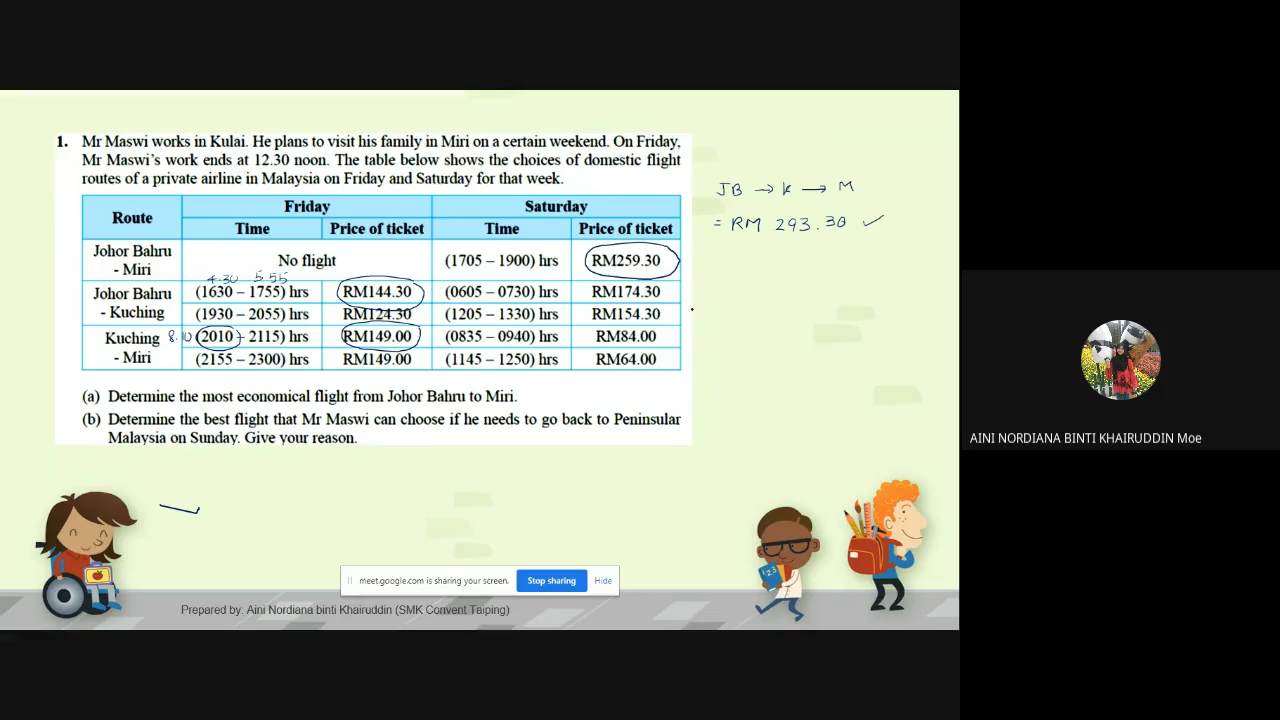 1. Mr Maswi works in Kulai. He plans to visit his family in Miri on a certain weekend. On Friday,
Mr Maswi's work ends at 12.30 noon. The table below shows the choices of domestic flight
routes of a private airline in Malaysia on Friday and Saturday for that week.
Route Friday Saturday
Time Price of ticket Time Price of ticket
Johor Bahru
- Miri
No flight (1705 – 1900) hrs RM259.30
4.30 5.55
Johor Bahru
- Kuching
(1630 – 1755) hrs RM144.30 (0605 – 0730) hrs RM174.30
(1930 – 2055) hrs RM124.30 (1205 – 1330) hrs RM154.30
Kuching
- Miri
8.10 (2010 – 2115) hrs RM149.00 (0835 – 0940) hrs RM84.00
(2155 – 2300) hrs RM149.00 (1145 – 1250) hrs RM64.00
(a) Determine the most economical flight from Johor Bahru to Miri.
(b) Determine the best flight that Mr Maswi can choose if he needs to go back to Peninsular
Malaysia on Sunday. Give your reason.
JB → K → M
= RM 293.30 ✓
AINI NORDIANA BINTI KHAIRUDDIN Moe
meet.google.com is sharing your screen. Stop sharing Hide
Prepared by: Aini Nordiana binti Khairuddin (SMK Convent Taiping)